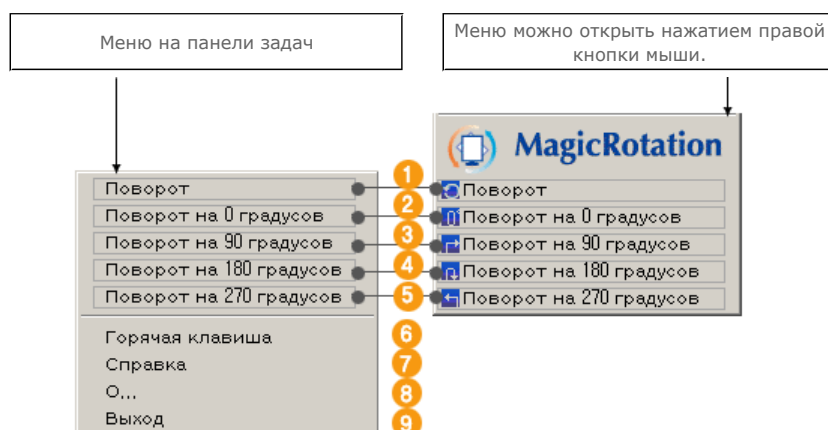 Меню на панели задач
Меню можно открыть нажатием правой
кнопки мыши.
MagicRotation
Поворот
1
Поворот
Поворот на 0 градусов
2
Поворот на 0 градусов
Поворот на 90 градусов
3
Поворот на 90 градусов
Поворот на 180 градусов
4
Поворот на 180 градусов
Поворот на 270 градусов
5
Поворот на 270 градусов
Горячая клавиша
6
Справка
7
О...
8
Выход
9